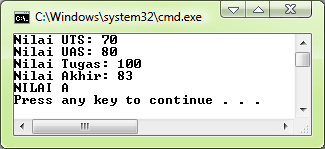 C:\Windows\system32\cmd.exe
Nilai UTS: 70
Nilai UAS: 80
Nilai Tugas: 100
Nilai Akhir: 83
NILAI A
Press any key to continue . . .